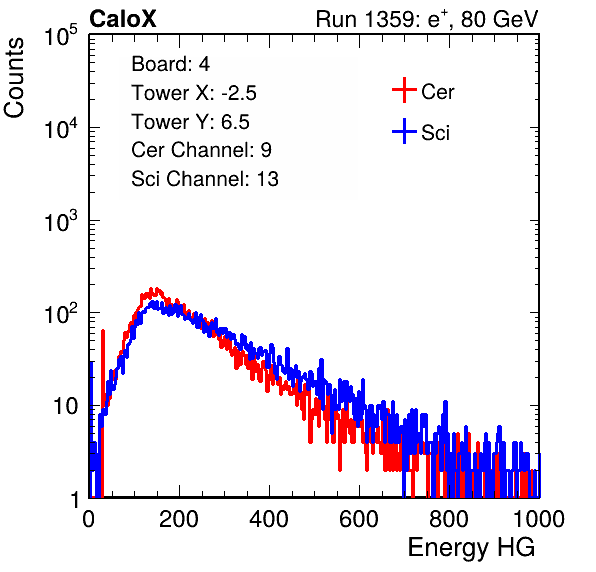 CaloX Run 1359: e⁺, 80 GeV
Counts
10⁵
10⁴
10³
10²
10
1
Board: 4
Tower X: -2.5
Tower Y: 6.5
Cer Channel: 9
Sci Channel: 13
Cer
Sci
0 200 400 600 800 1000
Energy HG